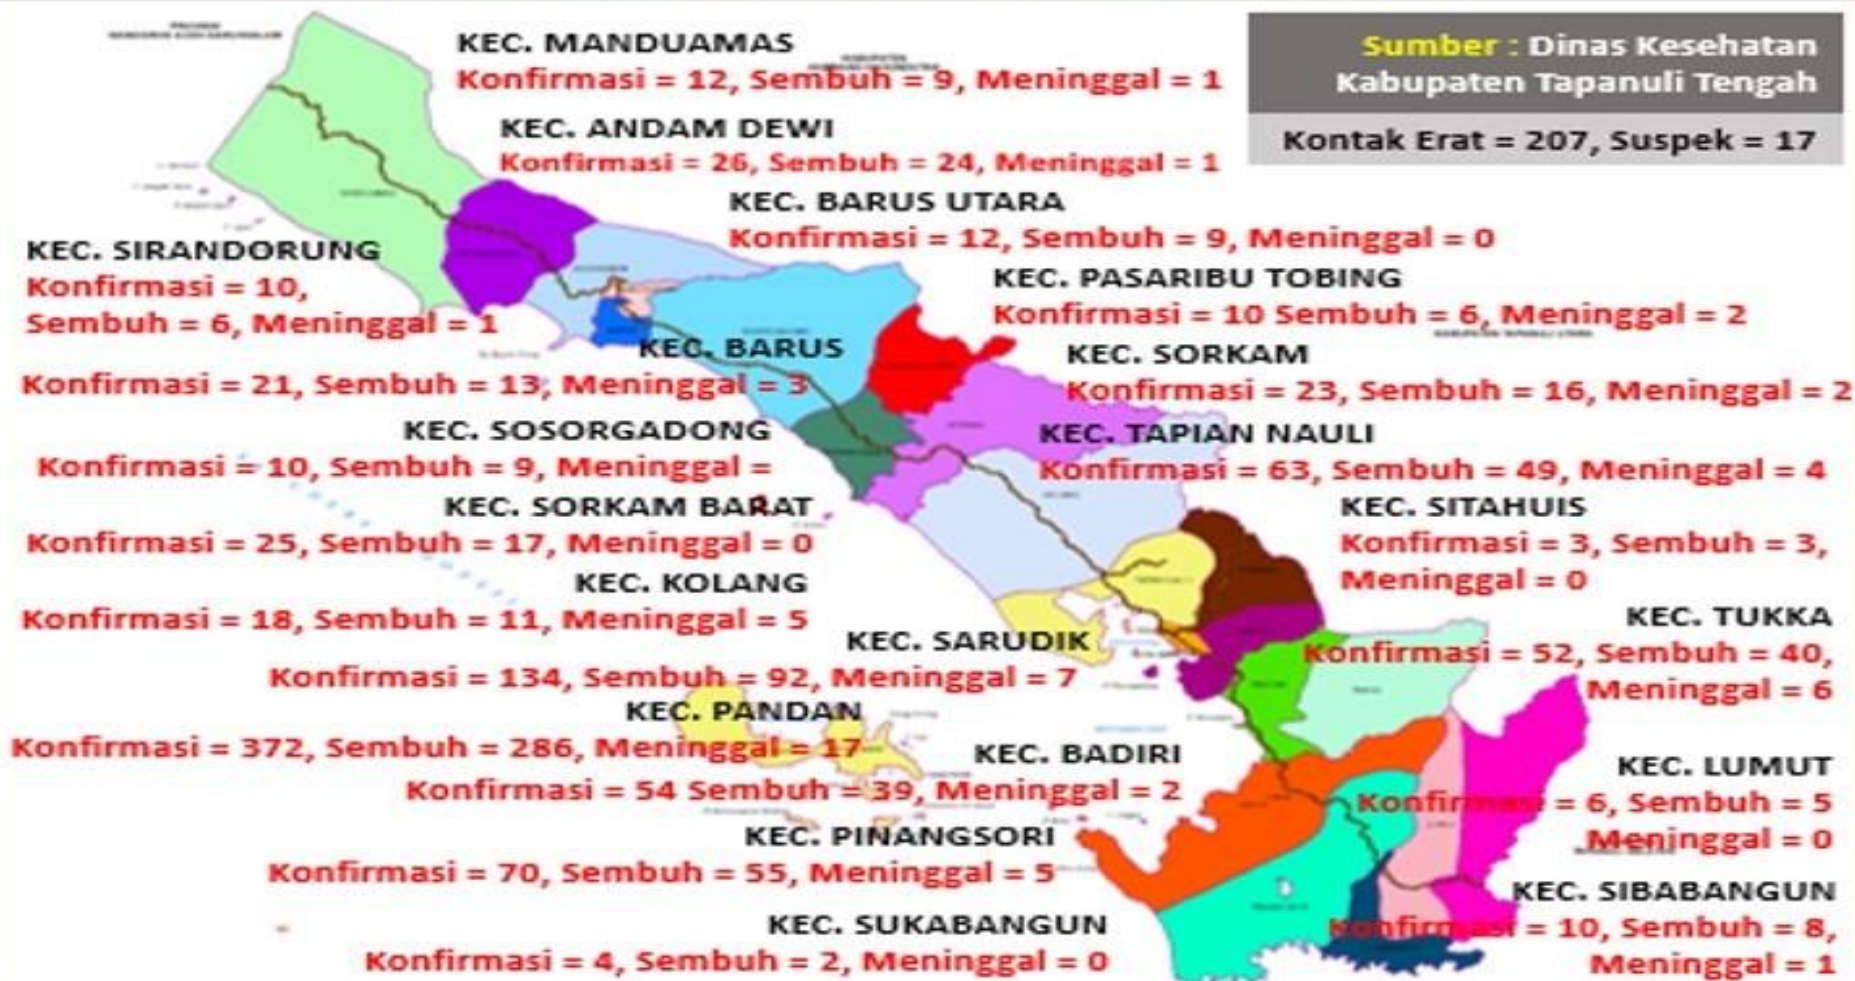 KEC. MANDUAMAS
Konfirmasi = 12, Sembuh = 9, Meninggal = 1
Sumber : Dinas Kesehatan
Kabupaten Tapanuli Tengah
Kontak Erat = 207, Suspek = 17
KEC. ANDAM DEWI
Konfirmasi = 26, Sembuh = 24, Meninggal = 1
KEC. BARUS UTARA
Konfirmasi = 12, Sembuh = 9, Meninggal = 0
KEC. SIRANDORUNG
Konfirmasi = 10,
Sembuh = 6, Meninggal = 1
KEC. PASARIBU TOBING
Konfirmasi = 10 Sembuh = 6, Meninggal = 2
KEC. BARUS
Konfirmasi = 21, Sembuh = 13, Meninggal = 3
KEC. SORKAM
Konfirmasi = 23, Sembuh = 16, Meninggal = 2
KEC. SOSORGADONG
Konfirmasi = 10, Sembuh = 9, Meninggal =
KEC. TAPIAN NAULI
Konfirmasi = 63, Sembuh = 49, Meninggal = 4
KEC. SORKAM BARAT
Konfirmasi = 25, Sembuh = 17, Meninggal = 0
KEC. SITAHUIS
Konfirmasi = 3, Sembuh = 3,
Meninggal = 0
KEC. KOLANG
Konfirmasi = 18, Sembuh = 11, Meninggal = 5
KEC. TUKKA
Konfirmasi = 52, Sembuh = 40,
Meninggal = 6
KEC. SARUDIK
Konfirmasi = 134, Sembuh = 92, Meninggal = 7
KEC. PANDAN
Konfirmasi = 372, Sembuh = 286, Meninggal = 17
KEC. BADIRI
Konfirmasi = 54 Sembuh = 39, Meninggal = 2
KEC. LUMUT
Konfirmasi = 6, Sembuh = 5
Meninggal = 0
KEC. PINANGSORI
Konfirmasi = 70, Sembuh = 55, Meninggal = 5
KEC. SIBABANGUN
Konfirmasi = 10, Sembuh = 8,
Meninggal = 1
KEC. SUKABANGUN
Konfirmasi = 4, Sembuh = 2, Meninggal = 0